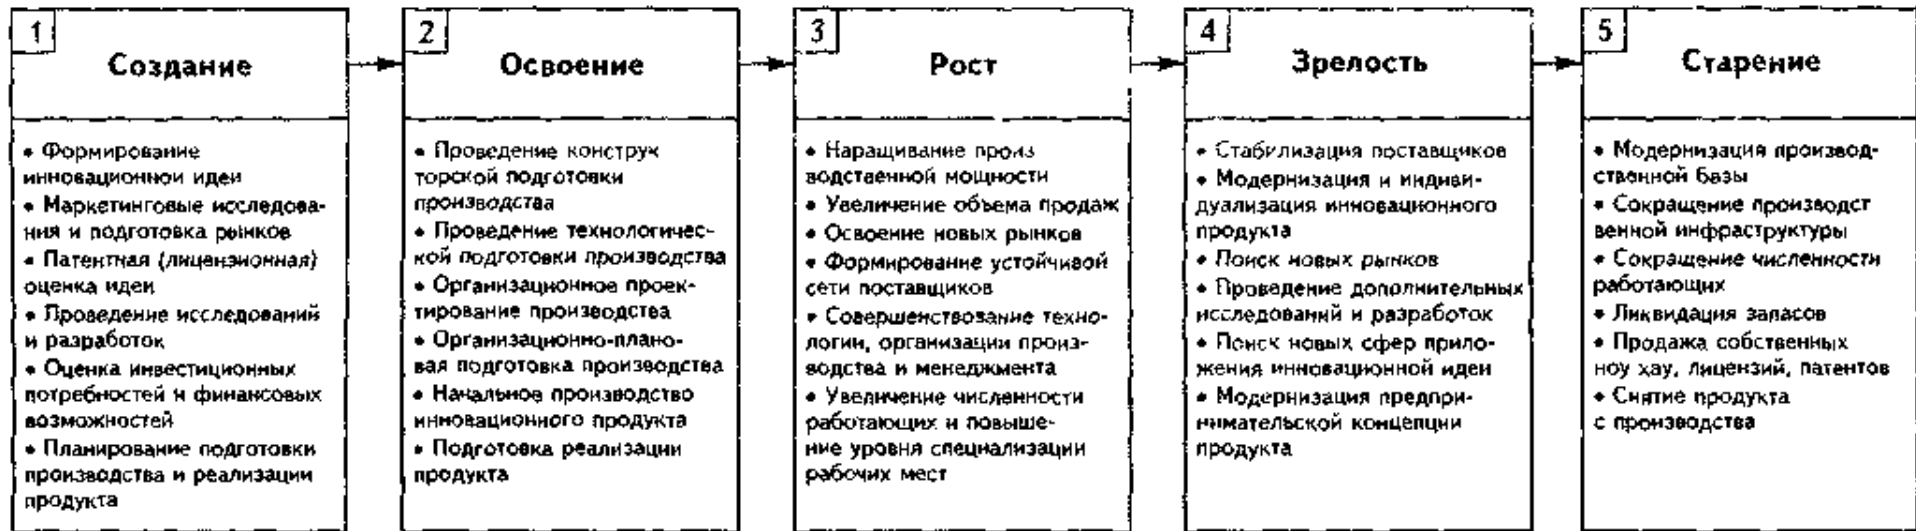 1
Создание
• Формирование
инновационной идеи
• Маркетинговые исследова-
ния и подготовка рынков
• Патентная (лицензионная)
оценка идеи
• Проведение исследований
и разработок
• Оценка инвестиционных
потребностей и финансовых
возможностей
• Планирование подготовки
производства и реализации
продукта
2
Освоение
• Проведение конструк
торской подготовки
производства
• Проведение технологичес-
кой подготовки производства
• Организационное проек-
тирование производства
• Организационно-плано-
вая подготовка производства
• Начальное производство
инновационного продукта
• Подготовка реализации
продукта
3
Рост
• Наращивание произ
водственной мощности
• Увеличение объема продаж
• Освоение новых рынков
• Формирование устойчивой
сети поставщиков
• Совершенствование техно-
логии, организации произ-
водства и менеджмента
• Увеличение численности
работающих и повыше-
ние уровня специализации
рабочих мест
4
Зрелость
• Стабилизация поставщиков
• Модернизация и индиви-
дуализация инновационного
продукта
• Поиск новых рынков
• Проведение дополнительных
исследований и разработок
• Поиск новых сфер прило-
жения инновационной идеи
• Модернизация предпри-
нимательской концепции
продукта
5
Старение
• Модернизация производ-
ственной базы
• Сокращение производст
венной инфраструктуры
• Сокращение численности
работающих
• Ликвидация запасов
• Продажа собственных
ноу хау, лицензий, патентов
• Снятие продукта
с производства